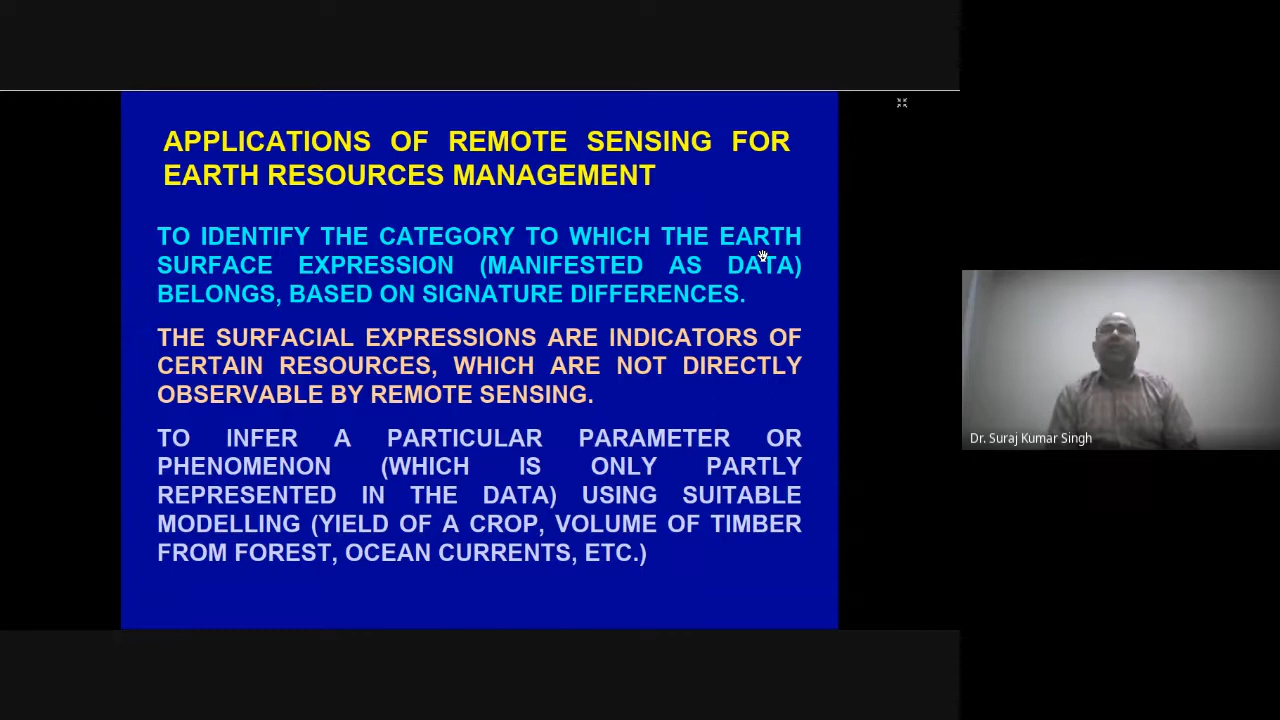 APPLICATIONS OF REMOTE SENSING FOR
EARTH RESOURCES MANAGEMENT
TO IDENTIFY THE CATEGORY TO WHICH THE EARTH
SURFACE EXPRESSION (MANIFESTED AS DATA)
BELONGS, BASED ON SIGNATURE DIFFERENCES.
THE SURFACIAL EXPRESSIONS ARE INDICATORS OF
CERTAIN RESOURCES, WHICH ARE NOT DIRECTLY
OBSERVABLE BY REMOTE SENSING.
TO INFER A PARTICULAR PARAMETER OR
PHENOMENON (WHICH IS ONLY PARTLY
REPRESENTED IN THE DATA) USING SUITABLE
MODELLING (YIELD OF A CROP, VOLUME OF TIMBER
FROM FOREST, OCEAN CURRENTS, ETC.)
Dr. Suraj Kumar Singh